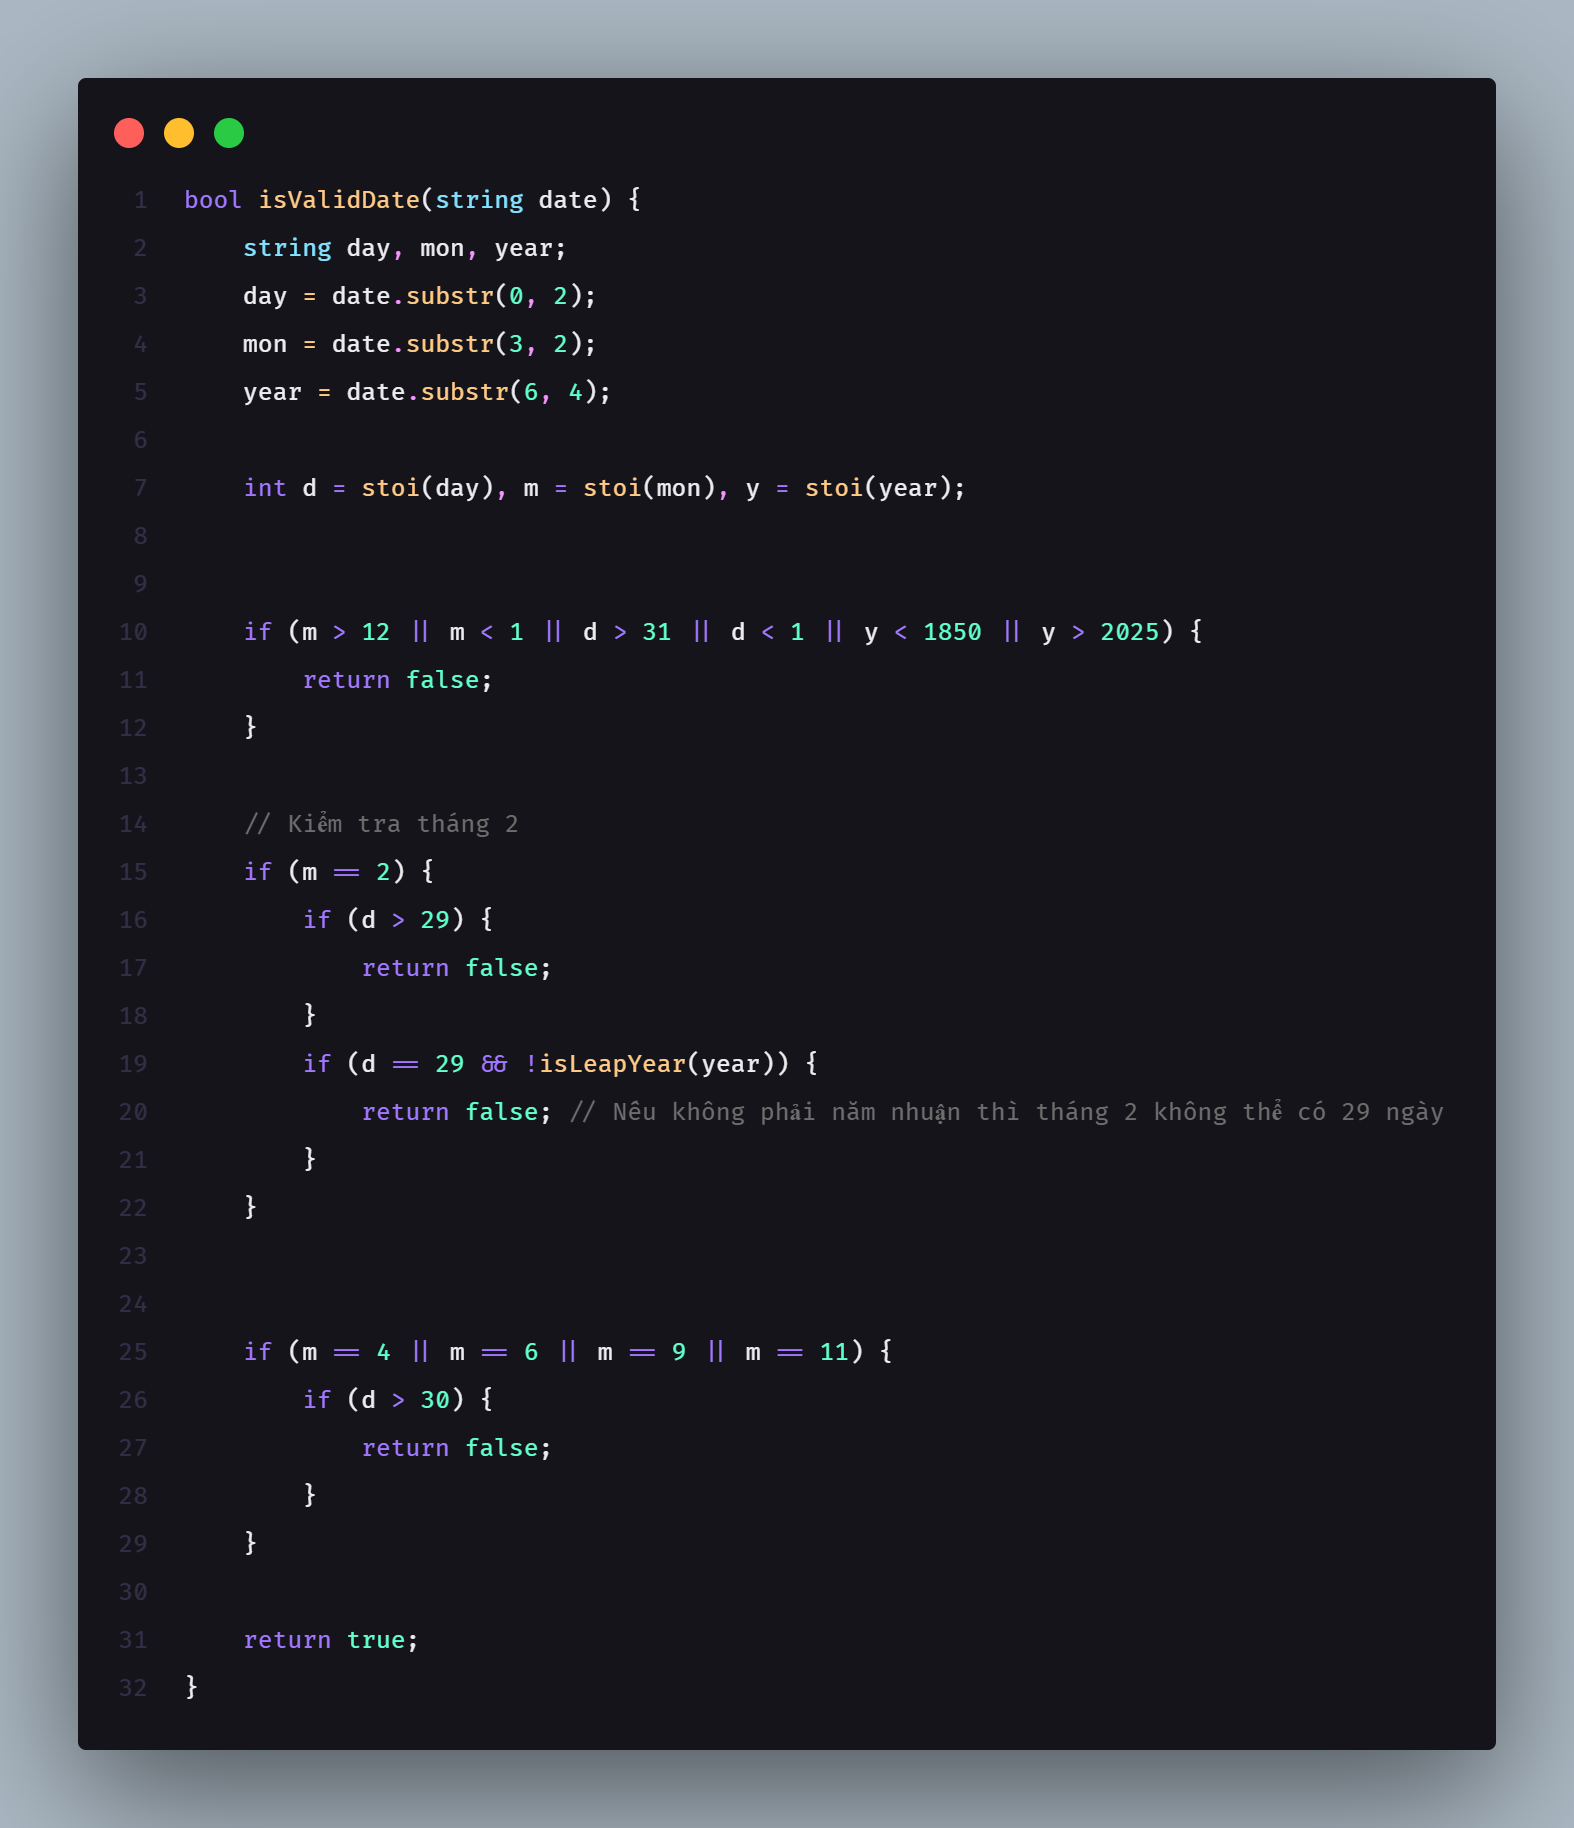 1 bool isValidDate(string date) {
2 string day, mon, year;
3 day = date.substr(0, 2);
4 mon = date.substr(3, 2);
5 year = date.substr(6, 4);
6
7 int d = stoi(day), m = stoi(mon), y = stoi(year);
8
9
10 if (m > 12 || m < 1 || d > 31 || d < 1 || y < 1850 || y > 2025) {
11 return false;
12 }
13
14 // Kiểm tra tháng 2
15 if (m == 2) {
16 if (d > 29) {
17 return false;
18 }
19 if (d == 29 && !isLeapYear(year)) {
20 return false; // Nếu không phải năm nhuận thì tháng 2 không thể có 29 ngày
21 }
22 }
23
24
25 if (m == 4 || m == 6 || m == 9 || m == 11) {
26 if (d > 30) {
27 return false;
28 }
29 }
30
31 return true;
32 }